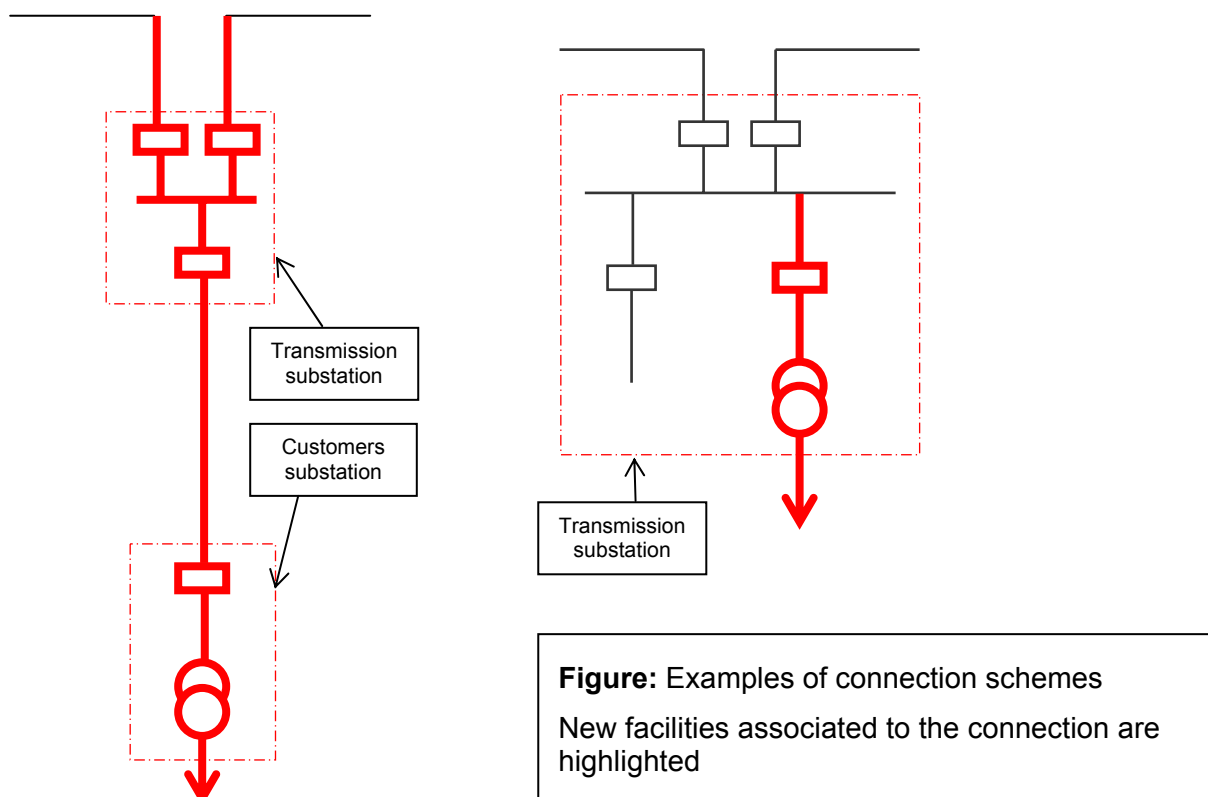 Transmission
substation
Customers
substation
Transmission
substation
Figure: Examples of connection schemes
New facilities associated to the connection are
highlighted